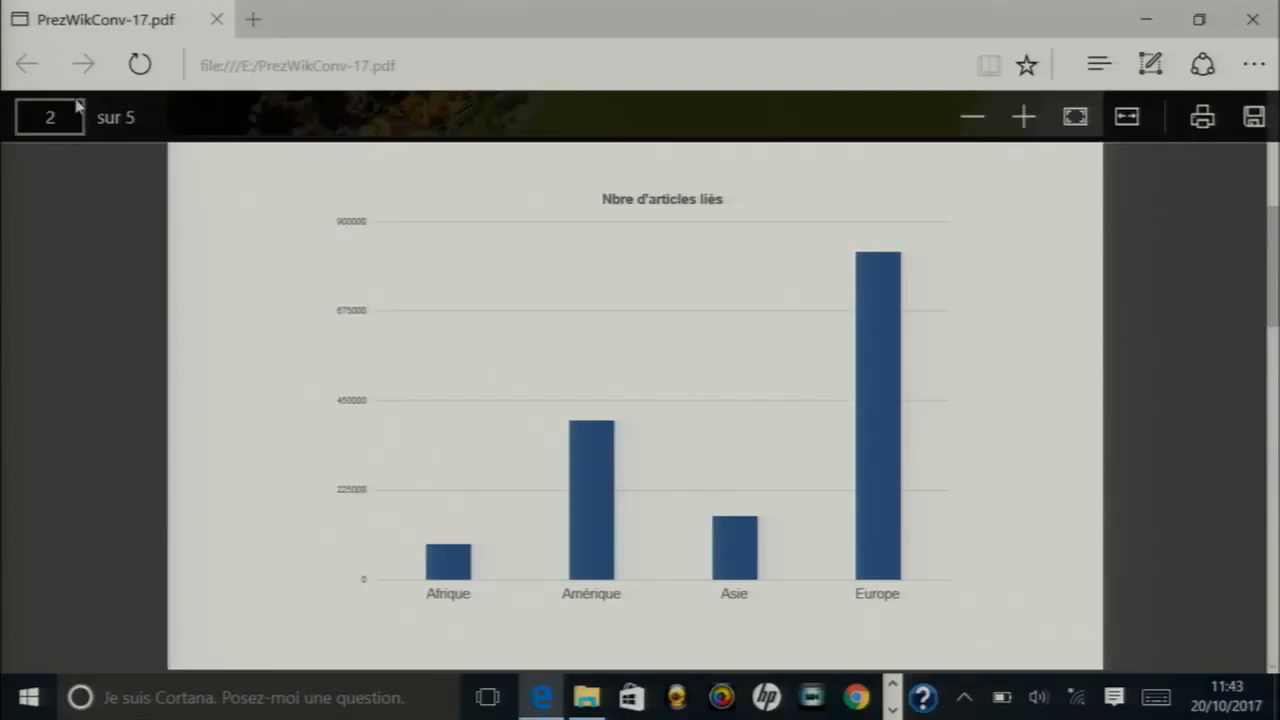 PrezWikConv-17.pdf
file:///E:/PrezWikConv-17.pdf
2 sur 5
Nbre d'articles liés
900000
675000
450000
225000
0
Afrique Amérique Asie Europe
Je suis Cortana. Posez-moi une question.
hp
?
11:43
20/10/2017